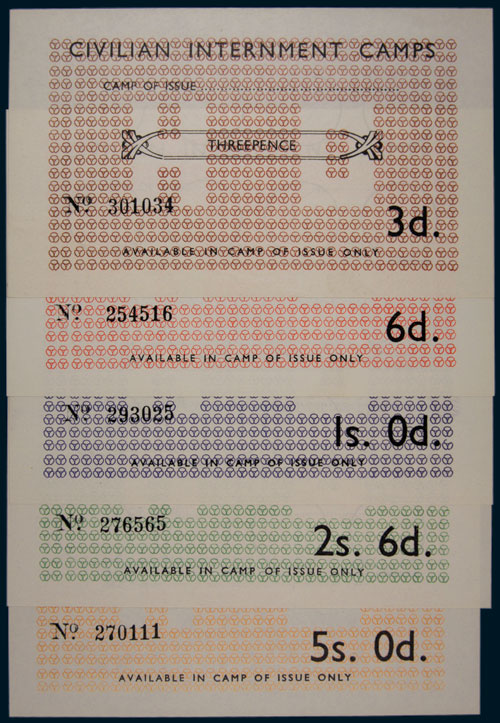 CIVILIAN INTERNMENT CAMPS
CAMP OF ISSUE
THREEPENCE
Nº 301034
3d.
AVAILABLE IN CAMP OF ISSUE ONLY
Nº 254516
6d.
AVAILABLE IN CAMP OF ISSUE ONLY
Nº 293025
1s. 0d.
AVAILABLE IN CAMP OF ISSUE ONLY
Nº 276565
2s. 6d.
AVAILABLE IN CAMP OF ISSUE ONLY
Nº 270111
5s. 0d.
AVAILABLE IN CAMP OF ISSUE ONLY